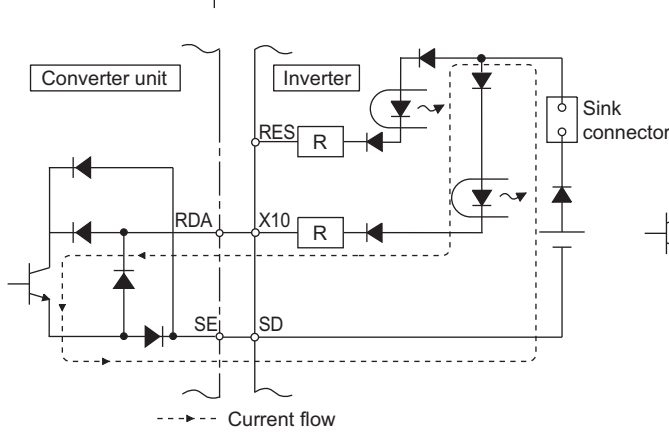 Converter unit
Inverter
Sink
connector
RES
R
RDA
X10
R
SE
SD
Current flow